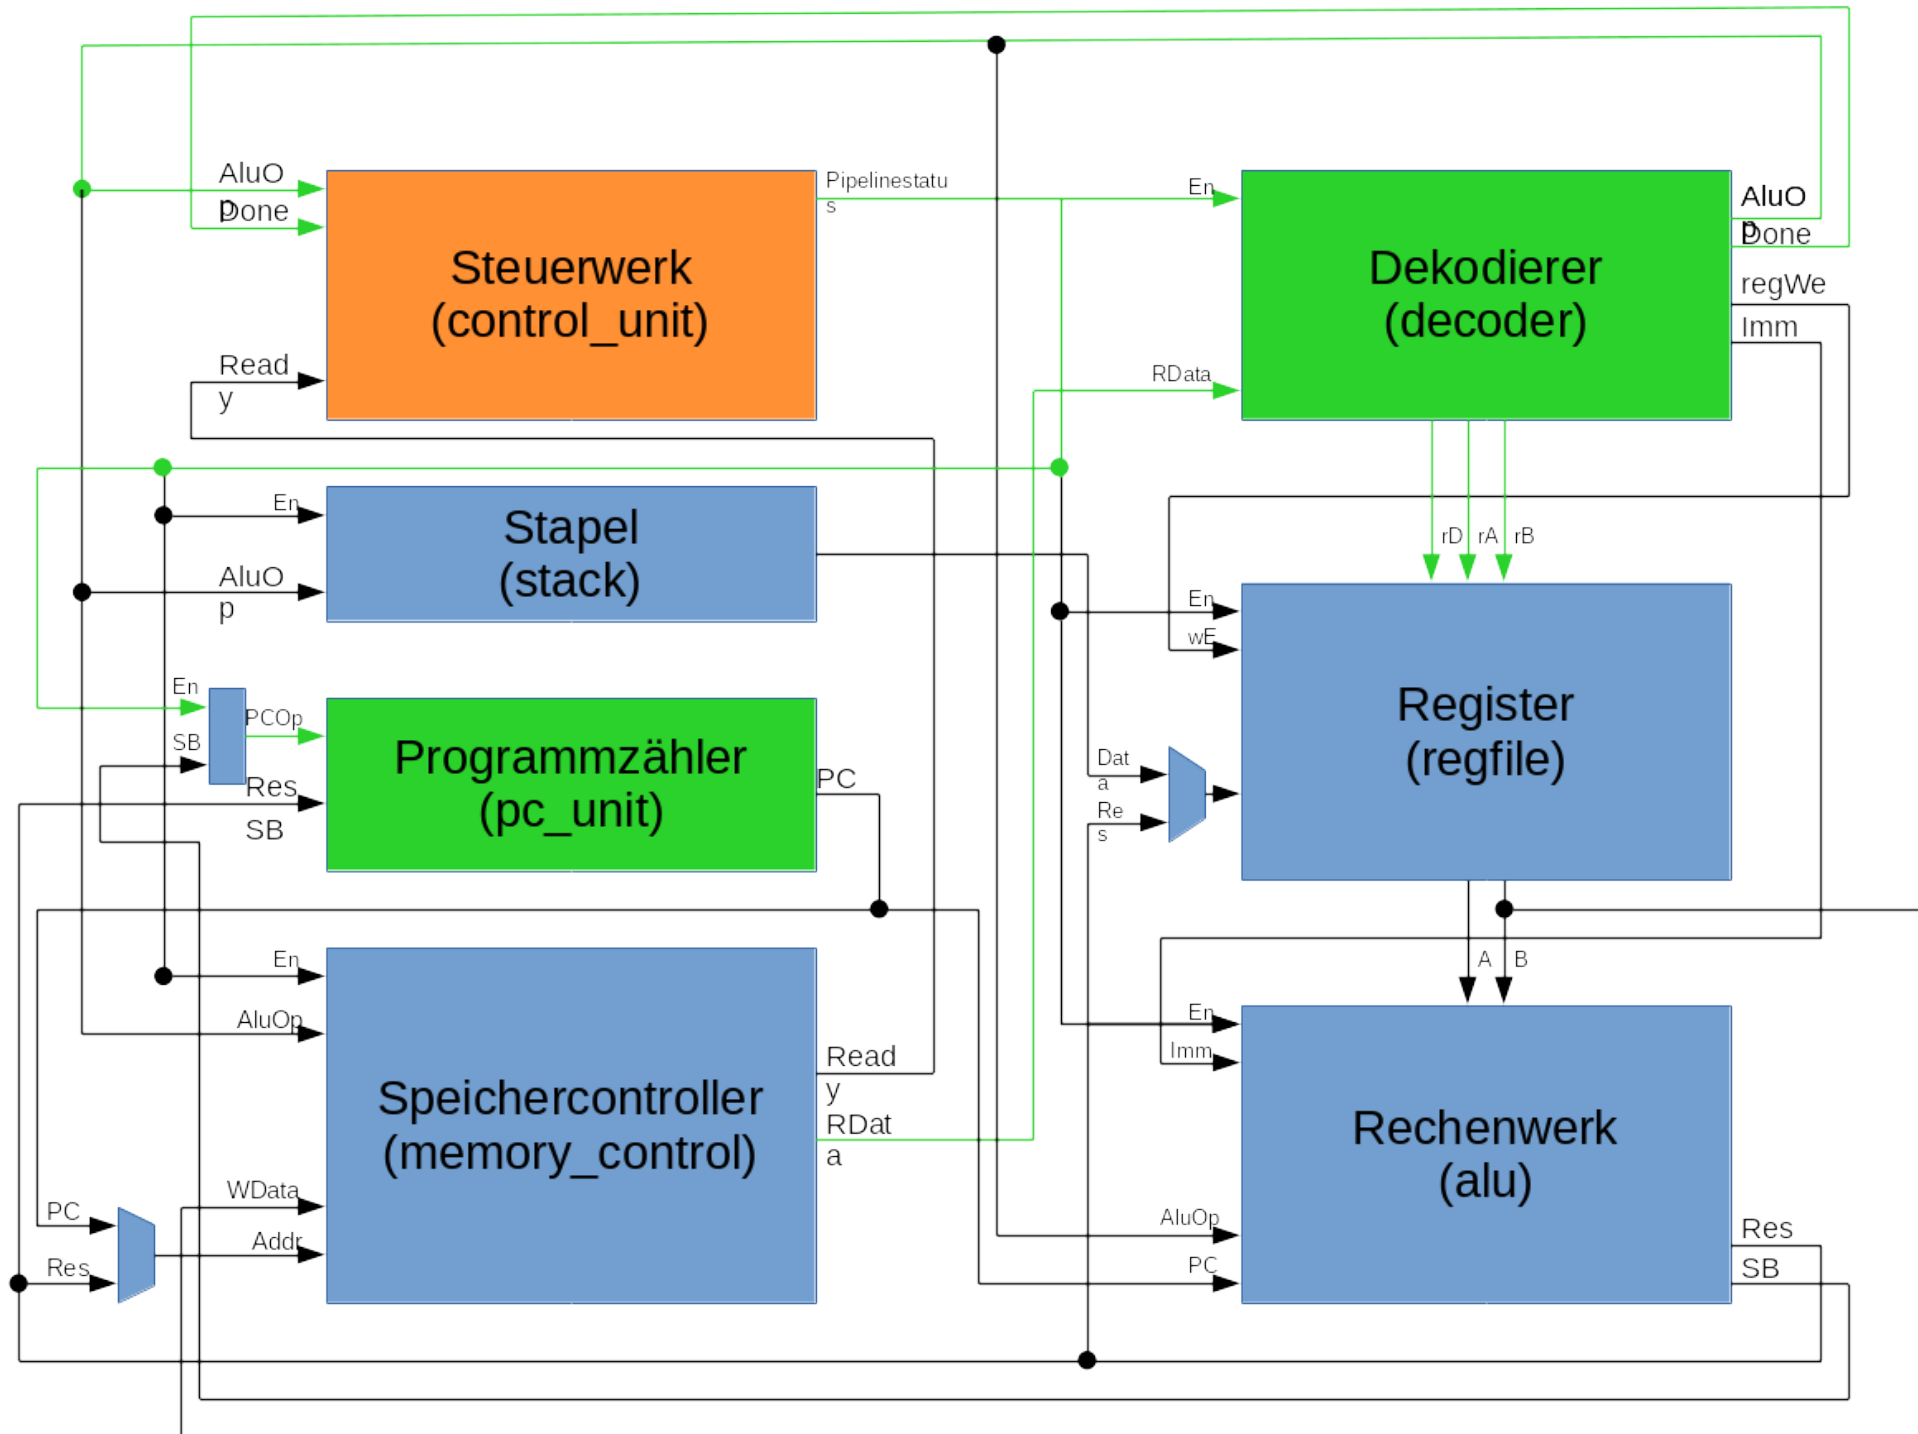 AluO
p
Done
Read
y
Steuerwerk
(control_unit)
Pipelinestatu
s
En
RData
Dekodierer
(decoder)
AluO
p
Done
regWe
Imm
En
AluO
p
Stapel
(stack)
rD
rA
rB
En
wE
Dat
a
Re
s
Register
(regfile)
En
SB
PCOp
Res
SB
Programmzähler
(pc_unit)
PC
En
AluOp
WData
Addr
PC
Res
Speichercontroller
(memory_control)
Read
y
RDat
a
A
B
En
Imm
AluOp
PC
Rechenwerk
(alu)
Res
SB